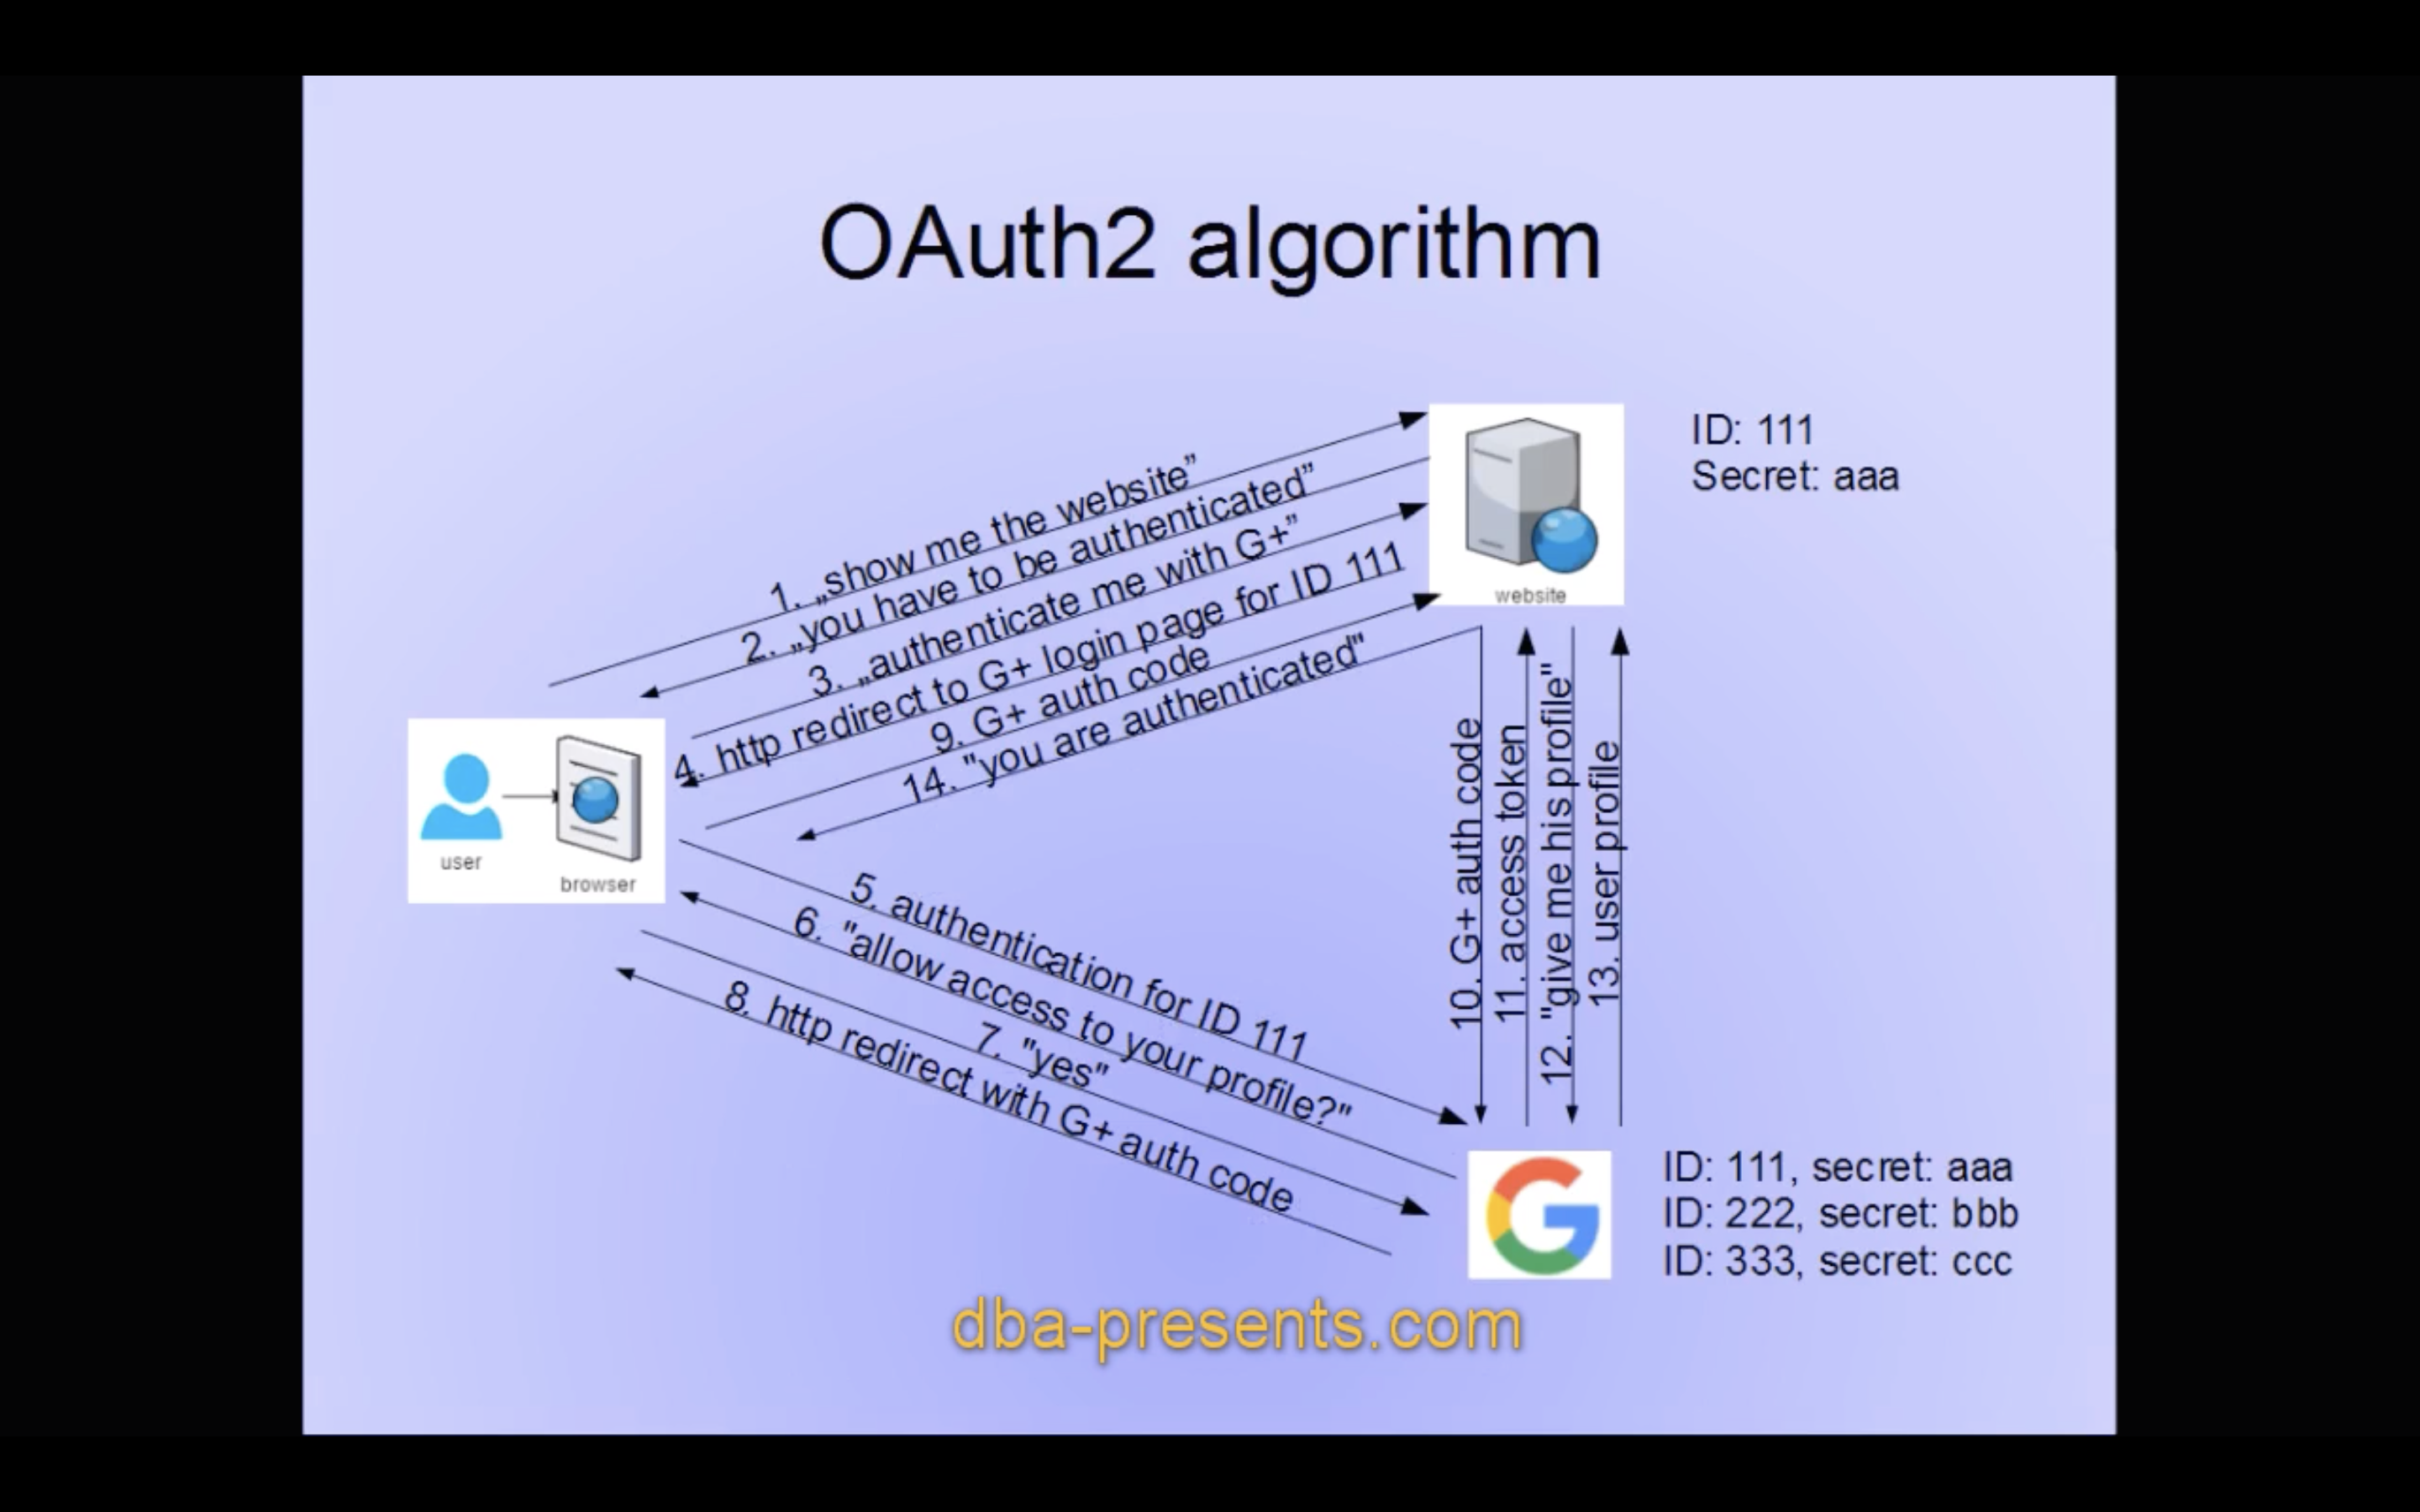 OAuth2 algorithm
ID: 111
Secret: aaa
website
1. „show me the website”
2. „you have to be authenticated”
3. „authenticate me with G+”
4. http redirect to G+ login page for ID 111
9. G+ auth code
14. "you are authenticated"
user
browser
5. authentication for ID 111
6. "allow access to your profile?"
7. "yes"
8. http redirect with G+ auth code
10. G+ auth code
11. access token
12. "give me his profile"
13. user profile
G
ID: 111, secret: aaa
ID: 222, secret: bbb
ID: 333, secret: ccc
dba-presents.com